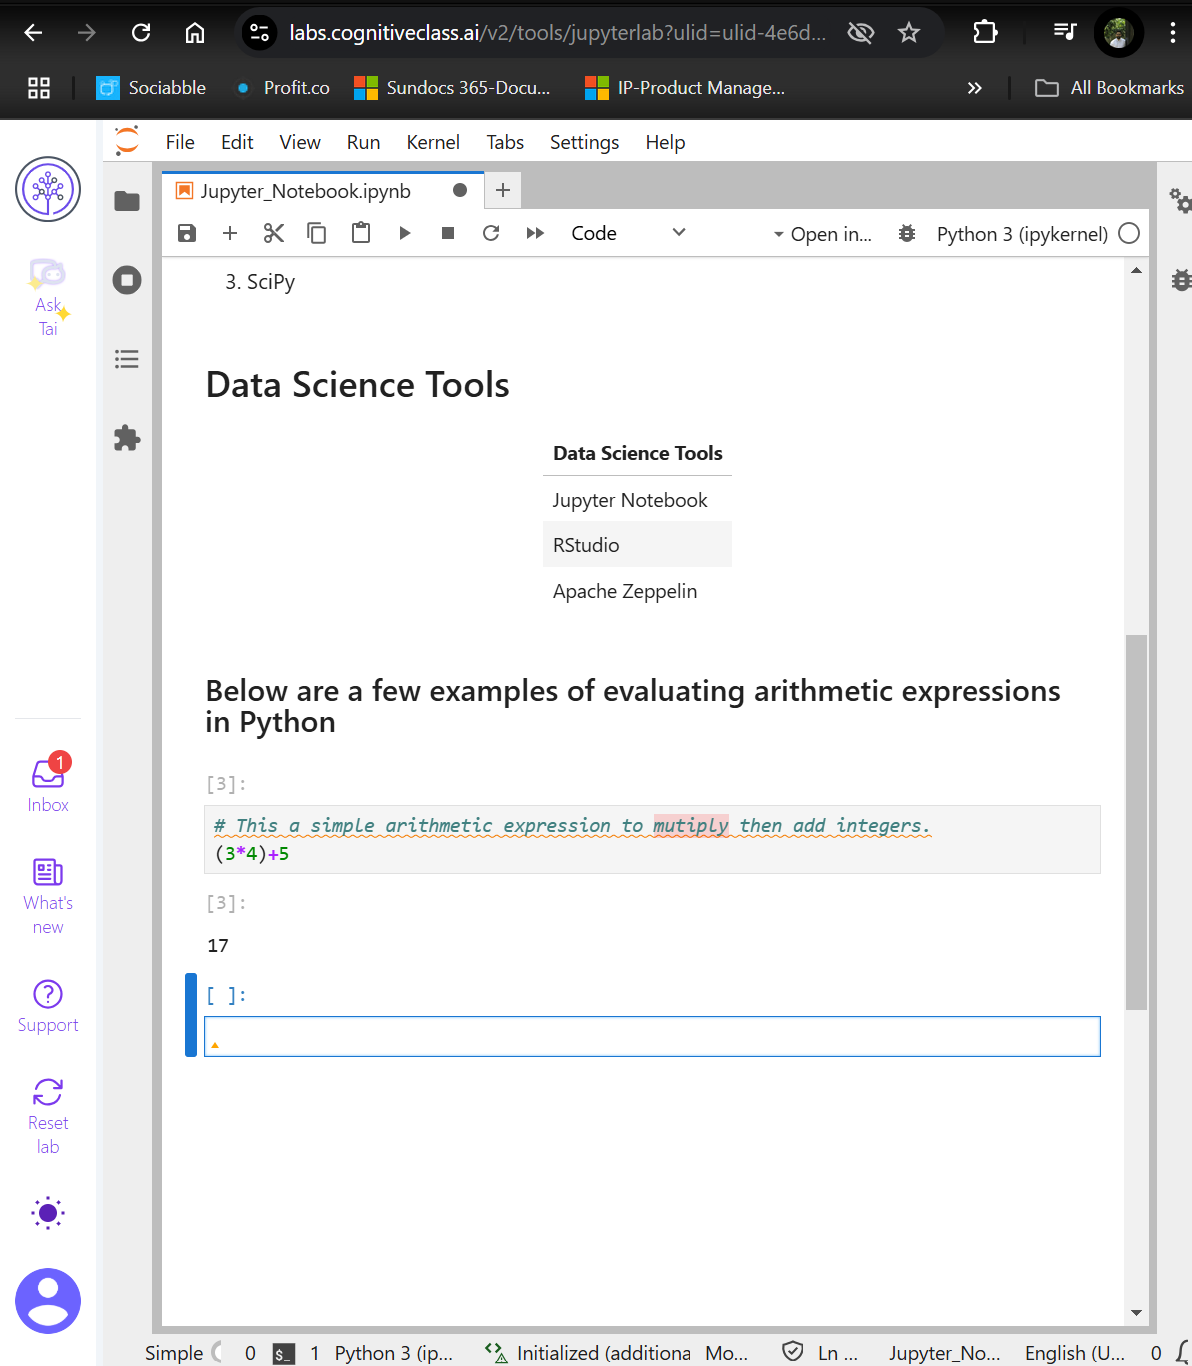 labs.cognitiveclass.ai/v2/tools/jupyterlab?ulid=ulid-4e6d...
Sociabble
Profit.co
Sundocs 365-Docu...
IP-Product Manage...
All Bookmarks
File Edit View Run Kernel Tabs Settings Help
Jupyter_Notebook.ipynb
Code
Open in...
Python 3 (ipykernel)
Ask
Tai
3. SciPy
Data Science Tools
Data Science Tools
Jupyter Notebook
RStudio
Apache Zeppelin
Below are a few examples of evaluating arithmetic expressions
in Python
[3]:
# This a simple arithmetic expression to mutiply then add integers.
(3*4)+5
[3]:
17
[ ]:
1
Inbox
What's
new
Support
Reset
lab
Simple 0 $_ 1 Python 3 (ip... Initialized (additiona Mo... Ln ... Jupyter_No... English (U... 0